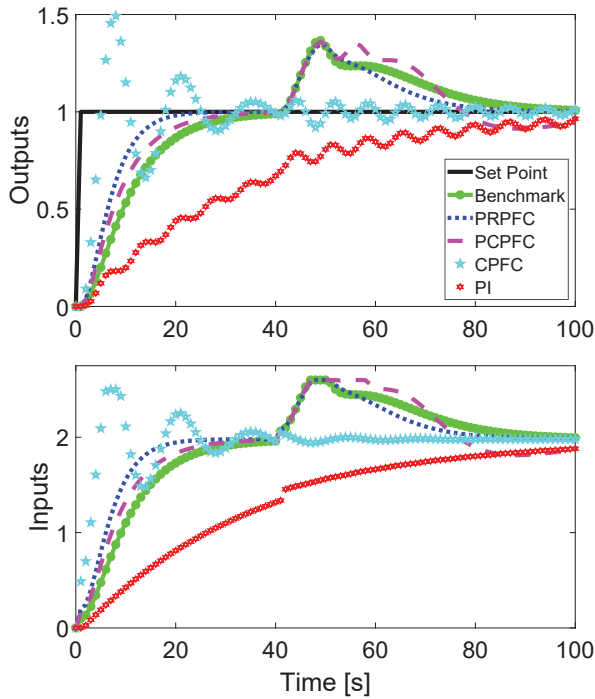 1.5
1
0.5
0
Outputs
Set Point
Benchmark
PRPFC
PCPFC
CPFC
PI
0 20 40 60 80 100
2
1
0
Inputs
0 20 40 60 80 100
Time [s]